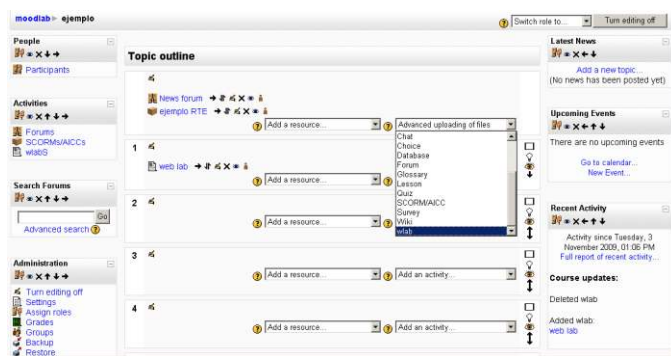 moodlab ▸ ejemplo
Switch role to...
Turn editing off
People
Participants
Activities
Forums
SCORMs/AICCs
wlabS
Search Forums
Go
Advanced search
Administration
Turn editing off
Settings
Assign roles
Grades
Groups
Backup
Restore
Topic outline
News forum
ejemplo RTE
Add a resource...
Advanced uploading of files
Chat
Choice
Database
Forum
Glossary
Lesson
Quiz
SCORM/AICC
Survey
Wiki
wlab
1
web lab
Add a resource...
2
Add a resource...
3
Add a resource...
Add an activity...
4
Add a resource...
Add an activity...
Latest News
Add a new topic...
(No news has been posted yet)
Upcoming Events
There are no upcoming events
Go to calendar...
New Event...
Recent Activity
Activity since Tuesday, 3
November 2009, 01:06 PM
Full report of recent activity...
Course updates:
Deleted wlab
Added wlab:
web lab